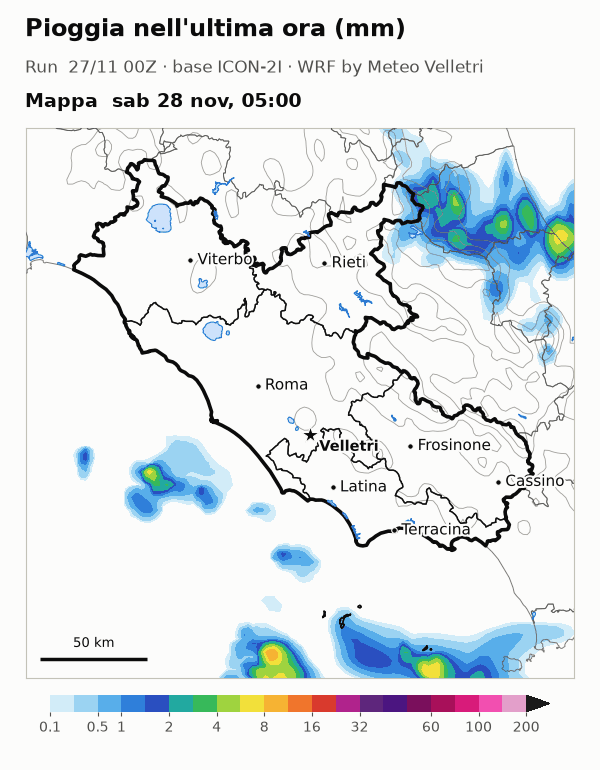 Pioggia nell'ultima ora (mm)
Run  27/11 00Z · base ICON-2I · WRF by Meteo Velletri
Mappa  sab 28 nov, 05:00
Viterbo
Rieti
Roma
Velletri
Frosinone
Latina
Cassino
Terracina
50 km
0.1 0.5 1 2 4 8 16 32 60 100 200